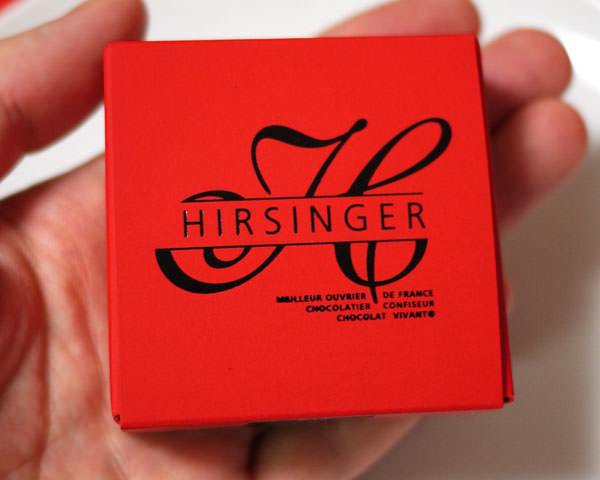 H
HIRSINGER
MEILLEUR OUVRIER DE FRANCE
CHOCOLATIER CONFISEUR
CHOCOLAT VIVANT®